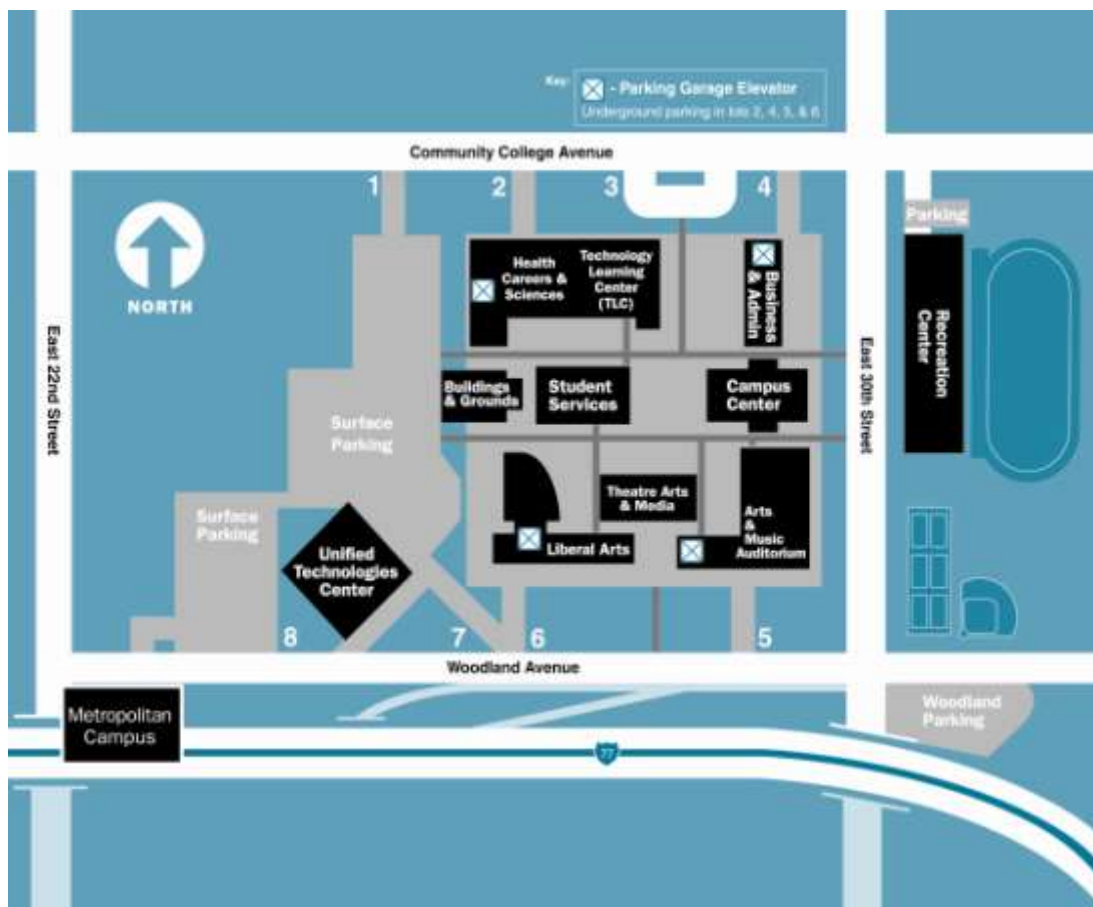 Key:
- Parking Garage Elevator
Underground parking in lots 2, 4, 5, & 6
Community College Avenue
1
2
3
4
Parking
NORTH
Health
Careers &
Sciences
Technology
Learning
Center
(TLC)
Business
& Admin
Recreation
Center
East 22nd Street
East 30th Street
Buildings
& Grounds
Student
Services
Campus
Center
Surface
Parking
Surface
Parking
Theatre Arts
& Media
Arts
&
Music
Auditorium
Liberal Arts
Unified
Technologies
Center
8
7
6
5
Woodland Avenue
Metropolitan
Campus
Woodland
Parking
77